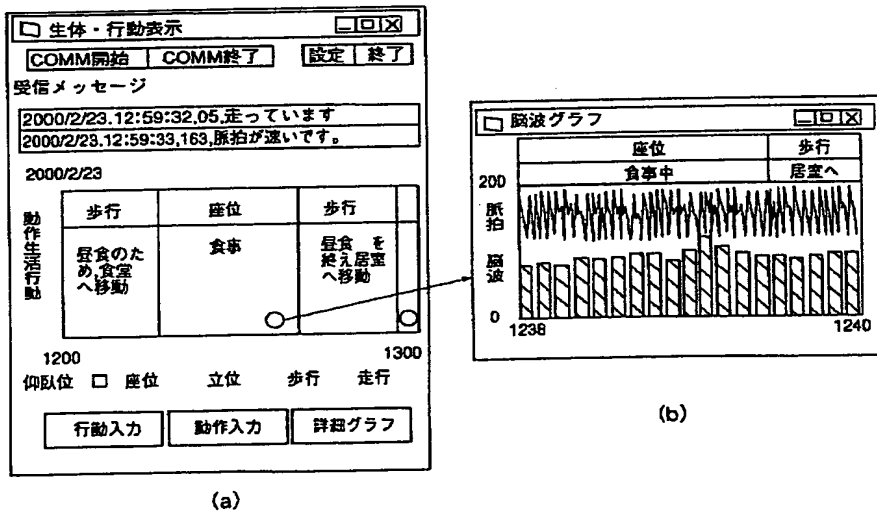 生体・行動表示
COMM開始 COMM終了 設定 終了
受信メッセージ
2000/2/23.12:59:32,05,走っています
2000/2/23.12:59:33,163,脈拍が速いです。
2000/2/23
動作生活行動
歩行 座位 歩行
昼食のた
め,食堂
へ移動
食事
昼食 を
終え居室
へ移動
1200 1300
仰臥位 座位 立位 歩行 走行
行動入力 動作入力 詳細グラフ
(a)
脳波グラフ
座位 歩行
食事中 居室へ
200
脈拍
脳波
0
1238 1240
(b)